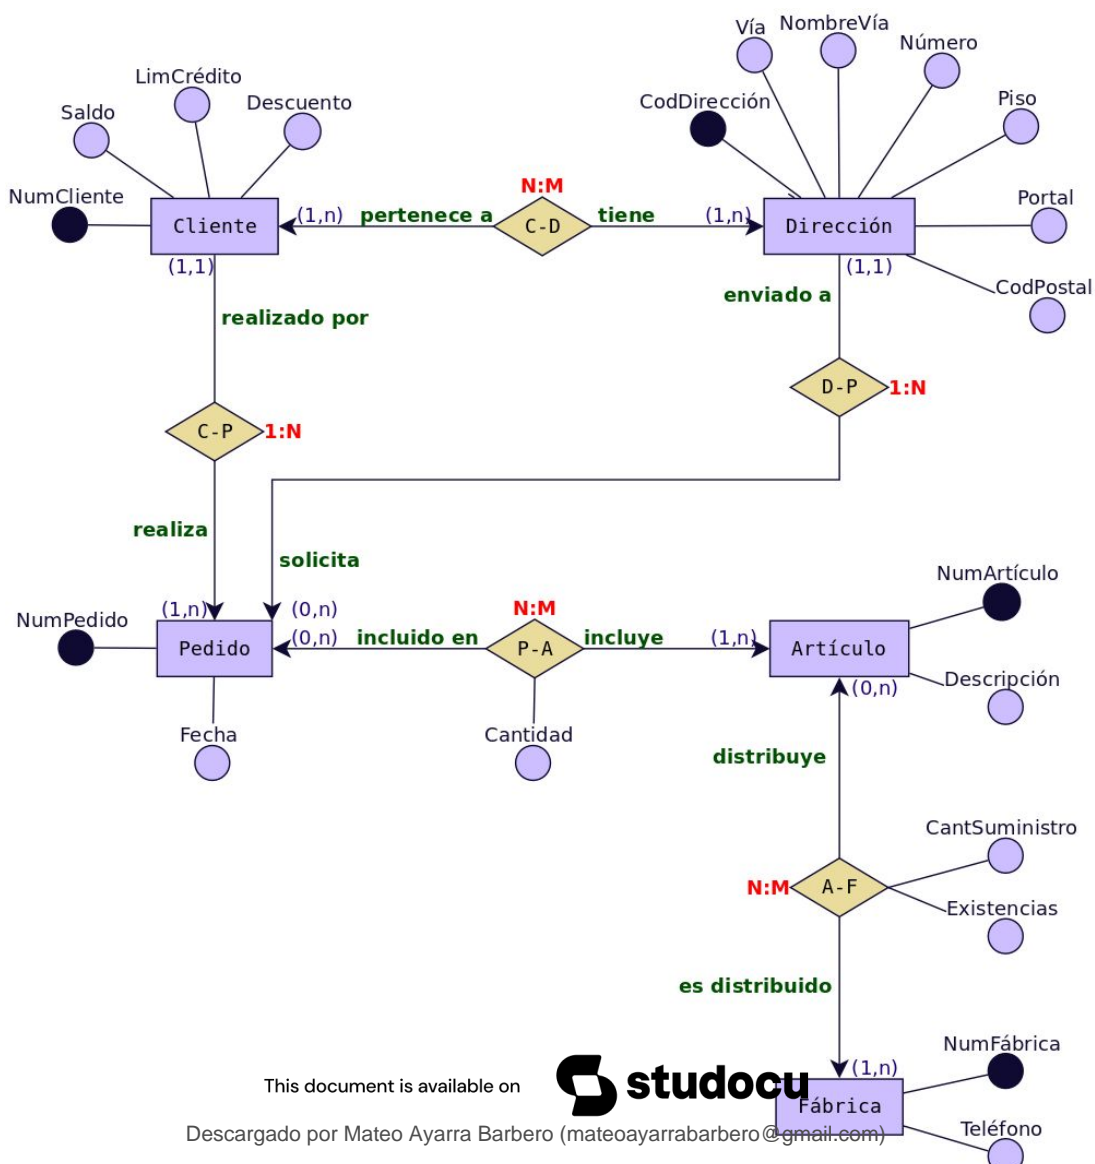 NombreVía
Vía
Número
LimCrédito
Descuento
CodDirección
Piso
Saldo
NumCliente
N:M
Portal
(1,n) pertenece a
tiene (1,n)
Cliente
C-D
Dirección
(1,1)
(1,1)
CodPostal
enviado a
realizado por
D-P 1:N
C-P 1:N
realiza
solicita
NumArtículo
NumPedido
(1,n) (0,n)
N:M
(0,n) incluido en
incluye (1,n)
Pedido
P-A
Artículo
Descripción
(0,n)
Fecha
Cantidad
distribuye
CantSuministro
N:M A-F
Existencias
es distribuido
NumFábrica
(1,n)
This document is available on studocu
Fábrica
Teléfono
Descargado por Mateo Ayarra Barbero (mateoayarrabarbero@gmail.com)